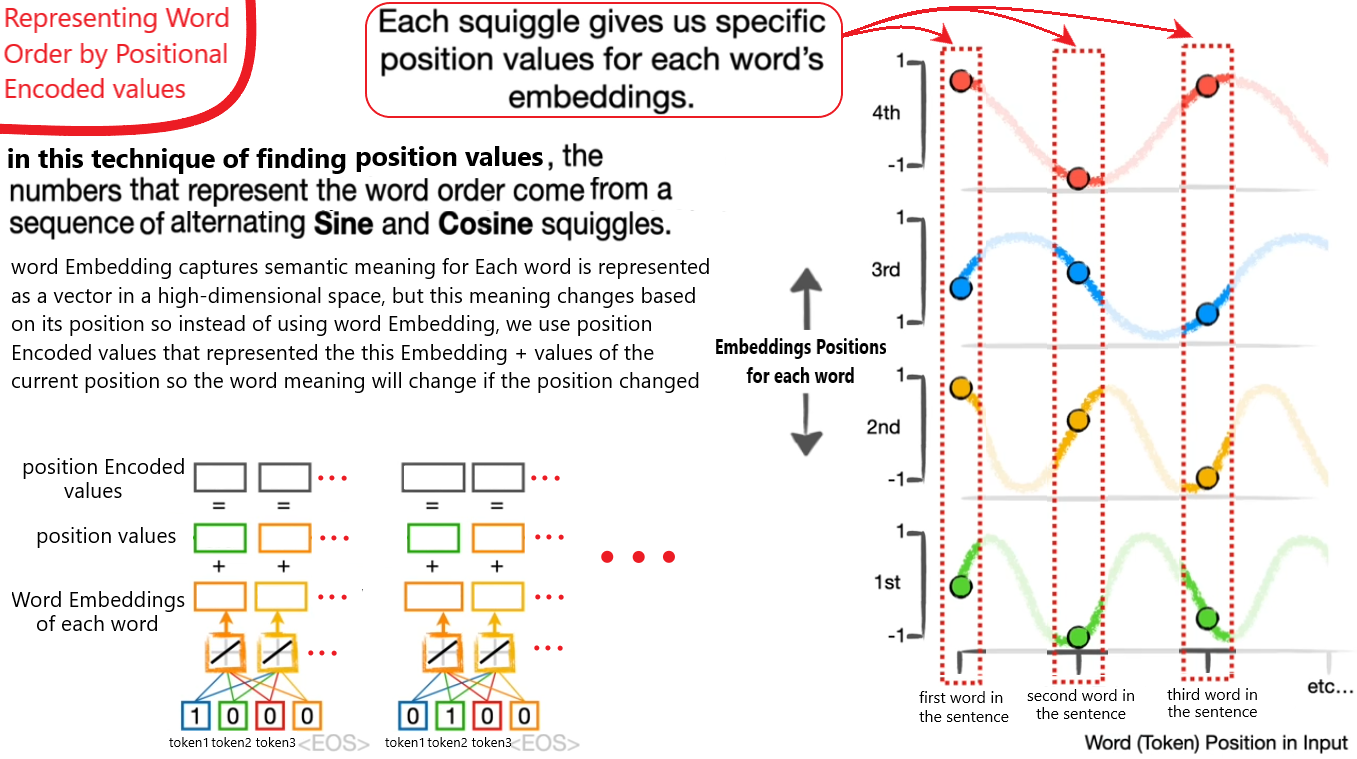 Representing Word
Order by Positional
Encoded values
Each squiggle gives us specific
position values for each word's
embeddings.
in this technique of finding position values, the
numbers that represent the word order come from a
sequence of alternating Sine and Cosine squiggles.
word Embedding captures semantic meaning for Each word is represented
as a vector in a high-dimensional space, but this meaning changes based
on its position so instead of using word Embedding, we use position
Encoded values that represented the this Embedding + values of the
current position so the word meaning will change if the position changed
position Encoded
values
= = = =
position values
+ + + +
Word Embeddings
of each word
1 0 0 0
token1 token2 token3 <EOS>
0 1 0 0
token1 token2 token3 <EOS>
Embeddings Positions
for each word
1
4th
-1
1
3rd
1
1
2nd
-1
1
1st
-1
first word in
the sentence
second word in
the sentence
third word in
the sentence
etc...
Word (Token) Position in Input